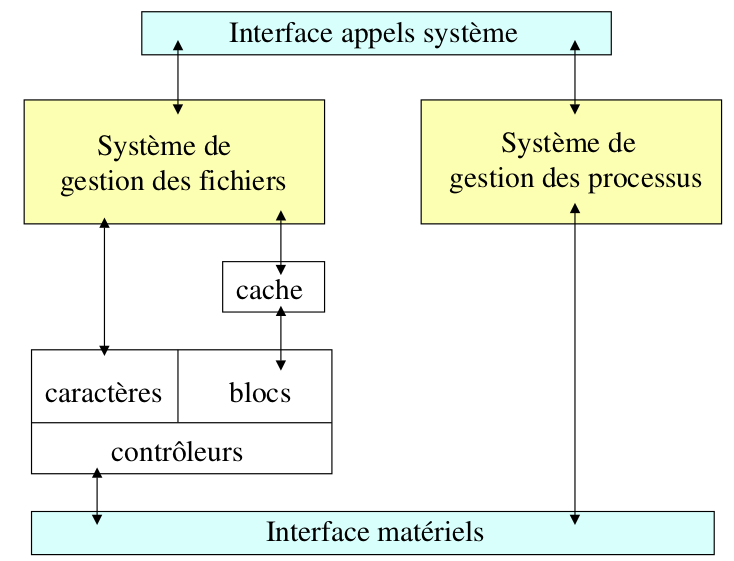 Interface appels système
Système de
gestion des fichiers
Système de
gestion des processus
cache
caractères
blocs
contrôleurs
Interface matériels